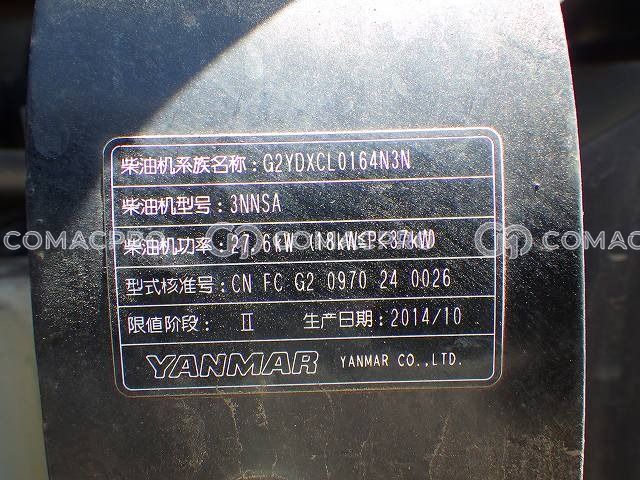 柴油机系族名称: G2YDXCL0164N3N
柴油机型号: 3NNSA
柴油机功率: 27.6kW (18kW≤P<37kW)
COMACPRO COMACPRO COMACPRO
型式核准号: CN FC G2 0970 24 0026
限值阶段: Ⅱ 生产日期: 2014/10
YANMAR YANMAR CO.,LTD.